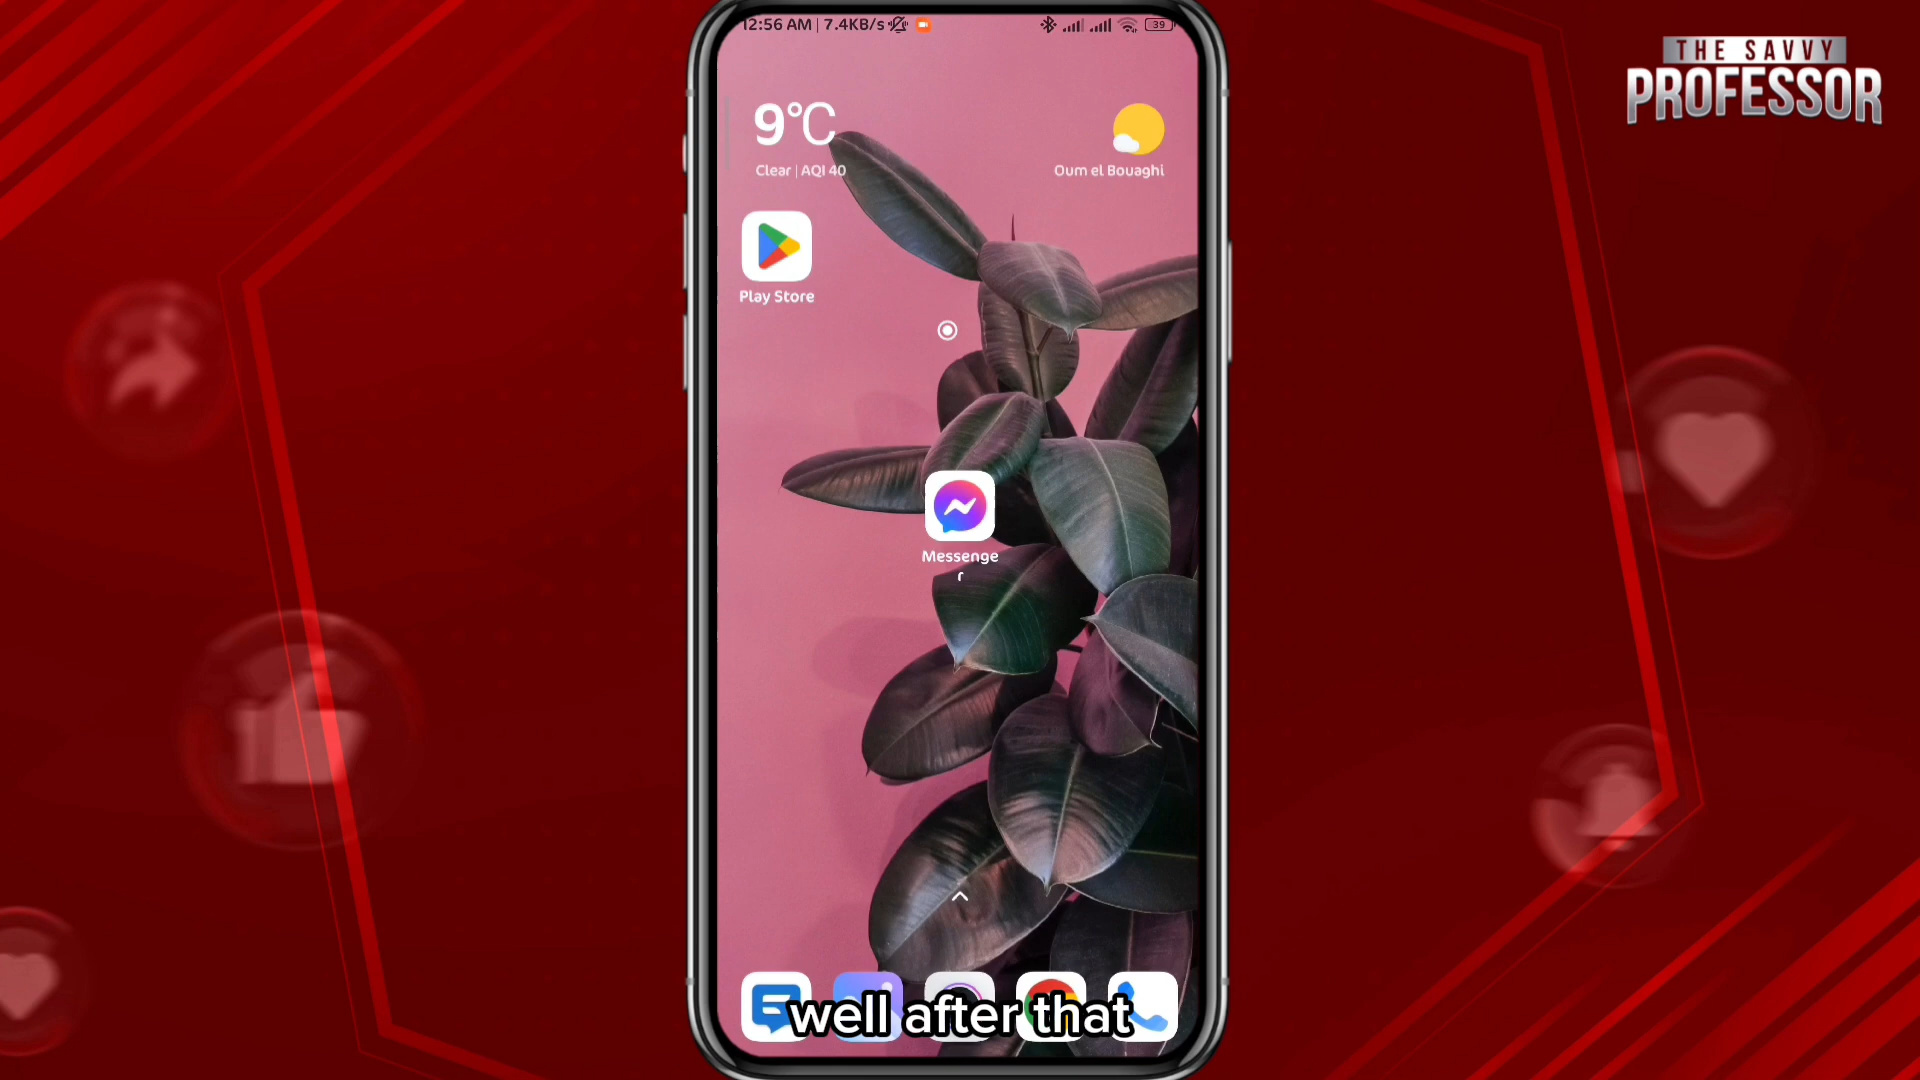 12:56 AM | 7.4KB/s
39
THE SAVVY
PROFESSOR
9°C
Clear | AQI 40
Oum el Bouaghi
Play Store
Messenge
r
well after that